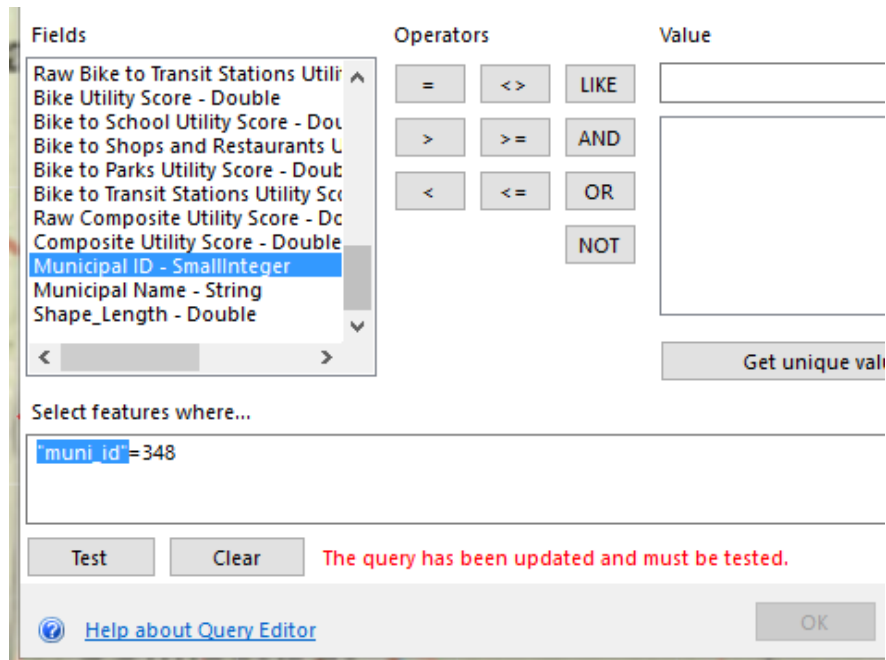 Fields Operators Value
Raw Bike to Transit Stations Utili
Bike Utility Score - Double
Bike to School Utility Score - Dou
Bike to Shops and Restaurants U
Bike to Parks Utility Score - Doub
Bike to Transit Stations Utility Sc
Raw Composite Utility Score - Do
Composite Utility Score - Double
Municipal ID - SmallInteger
Municipal Name - String
Shape_Length - Double
= <> LIKE
> >= AND
< <= OR
NOT
Get unique val
Select features where...
"muni_id"=348
Test Clear The query has been updated and must be tested.
Help about Query Editor OK